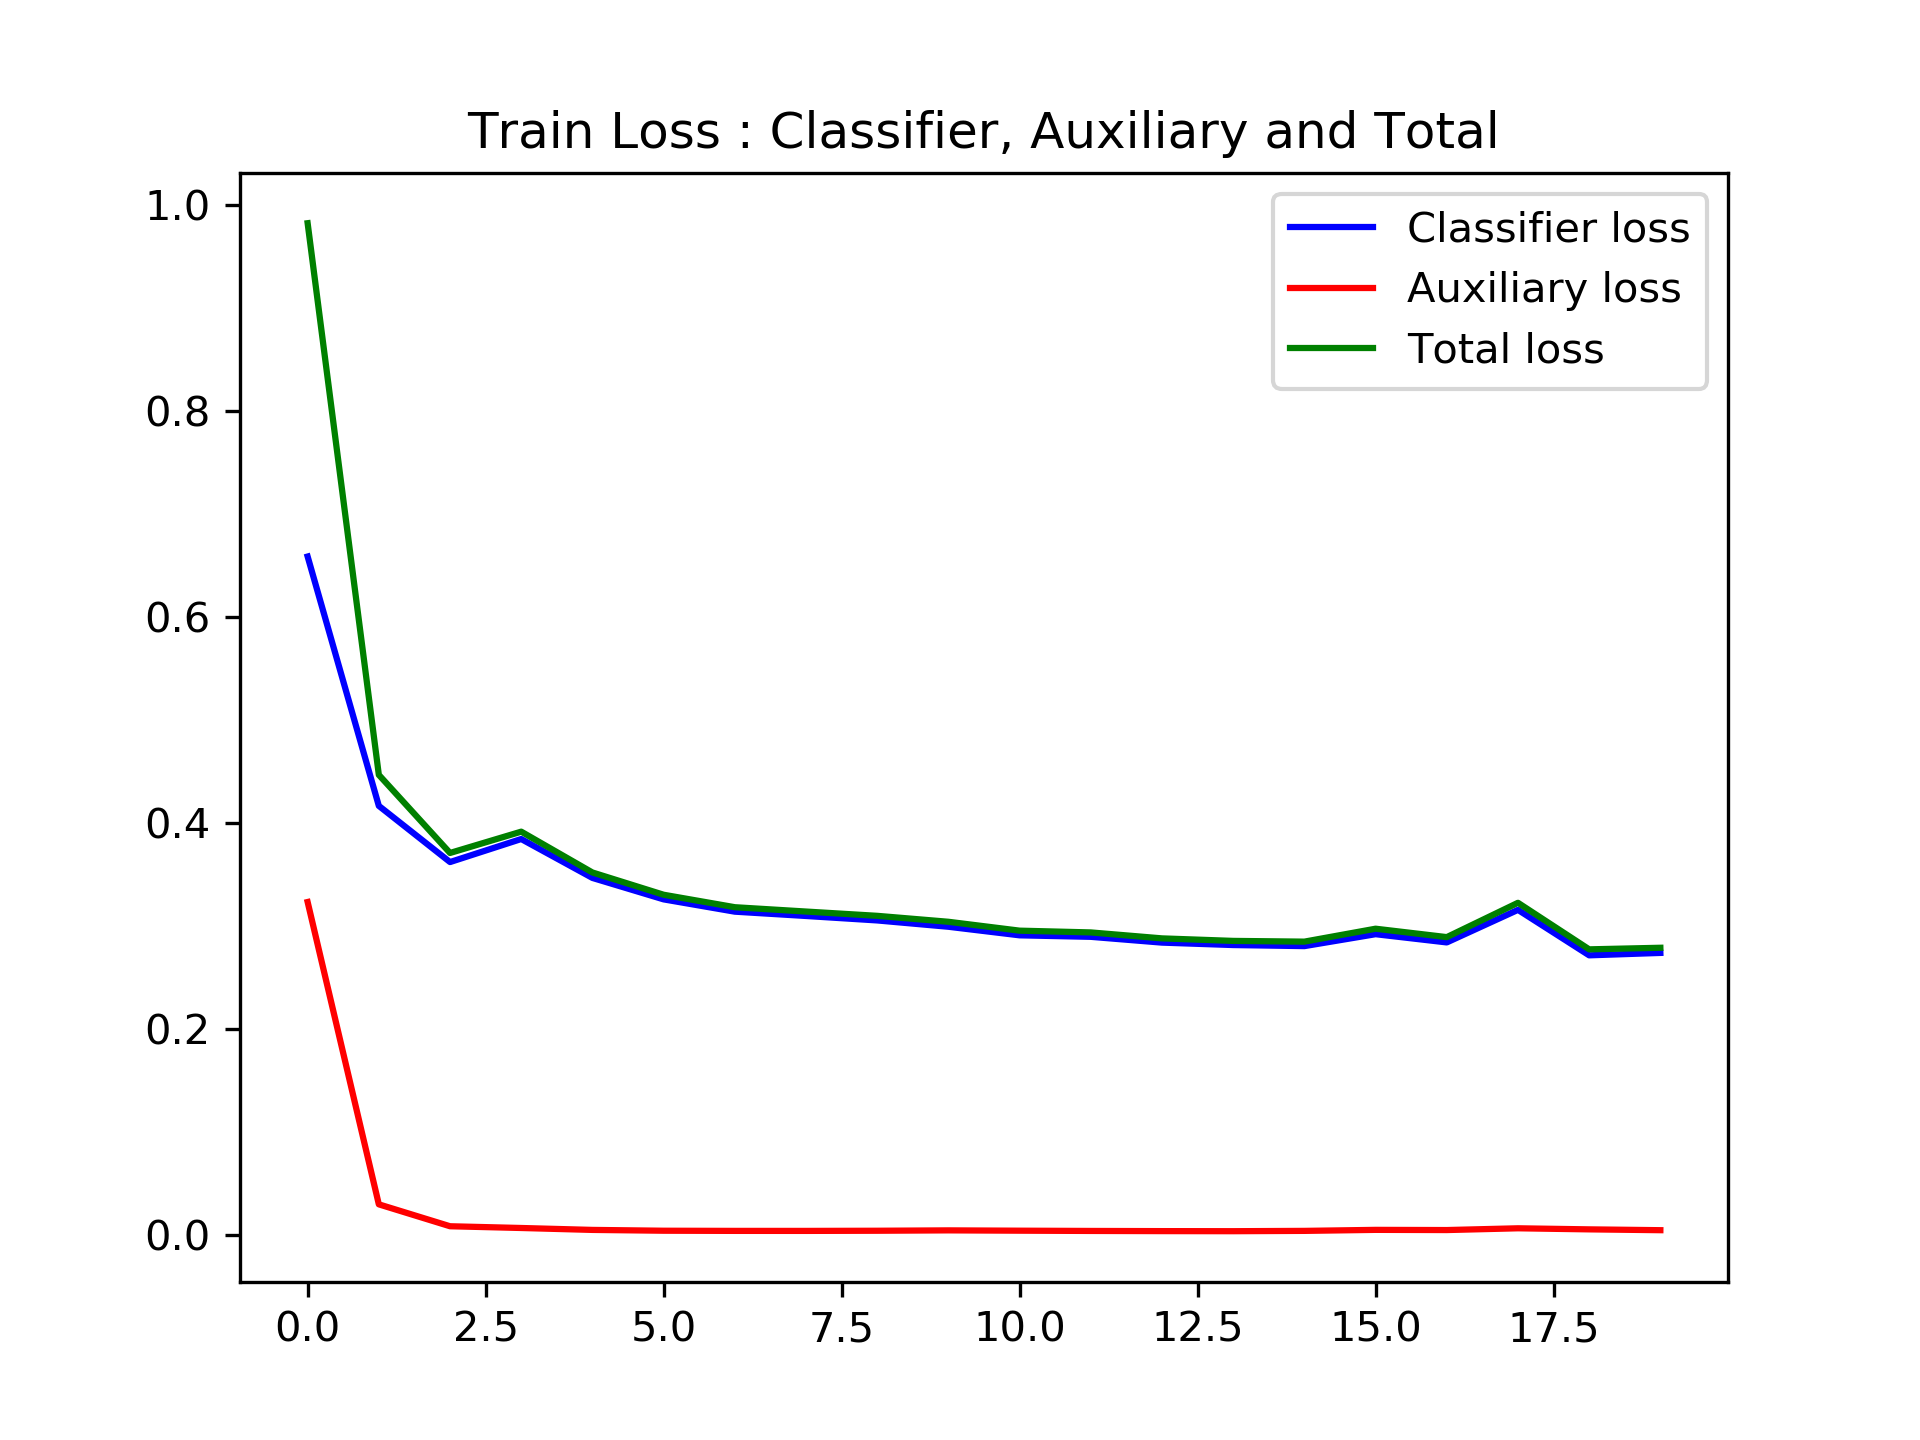 Train Loss : Classifier, Auxiliary and Total
1.0
0.8
0.6
0.4
0.2
0.0
Classifier loss
Auxiliary loss
Total loss
0.0 2.5 5.0 7.5 10.0 12.5 15.0 17.5